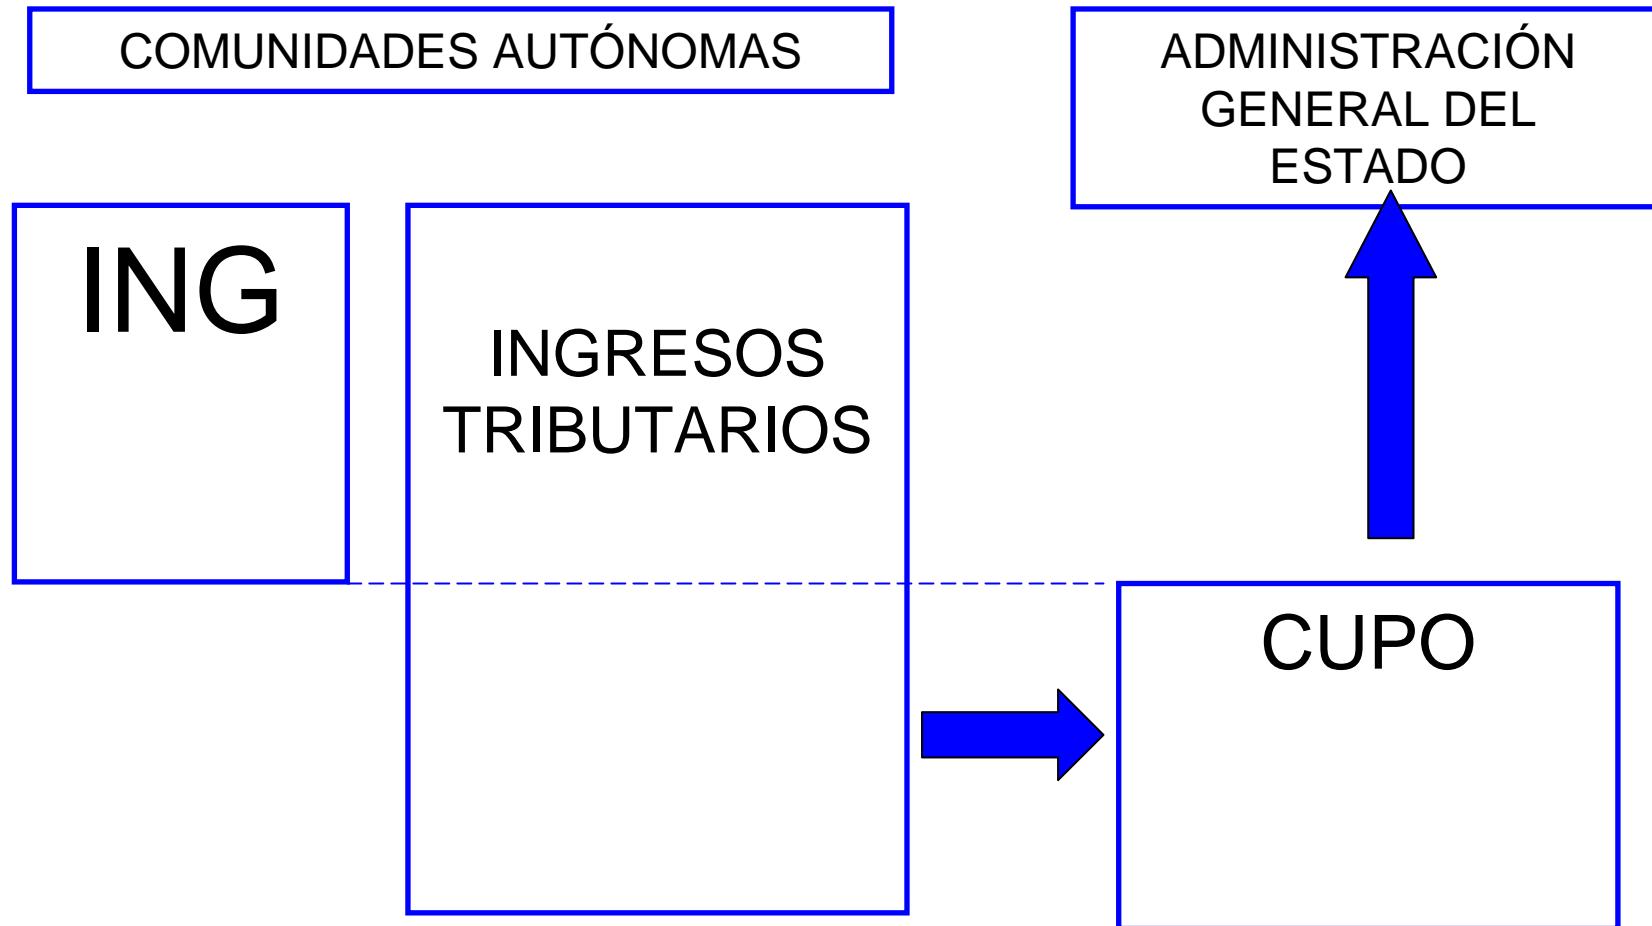 COMUNIDADES AUTÓNOMAS
ADMINISTRACIÓN
GENERAL DEL
ESTADO
ING
INGRESOS
TRIBUTARIOS
CUPO